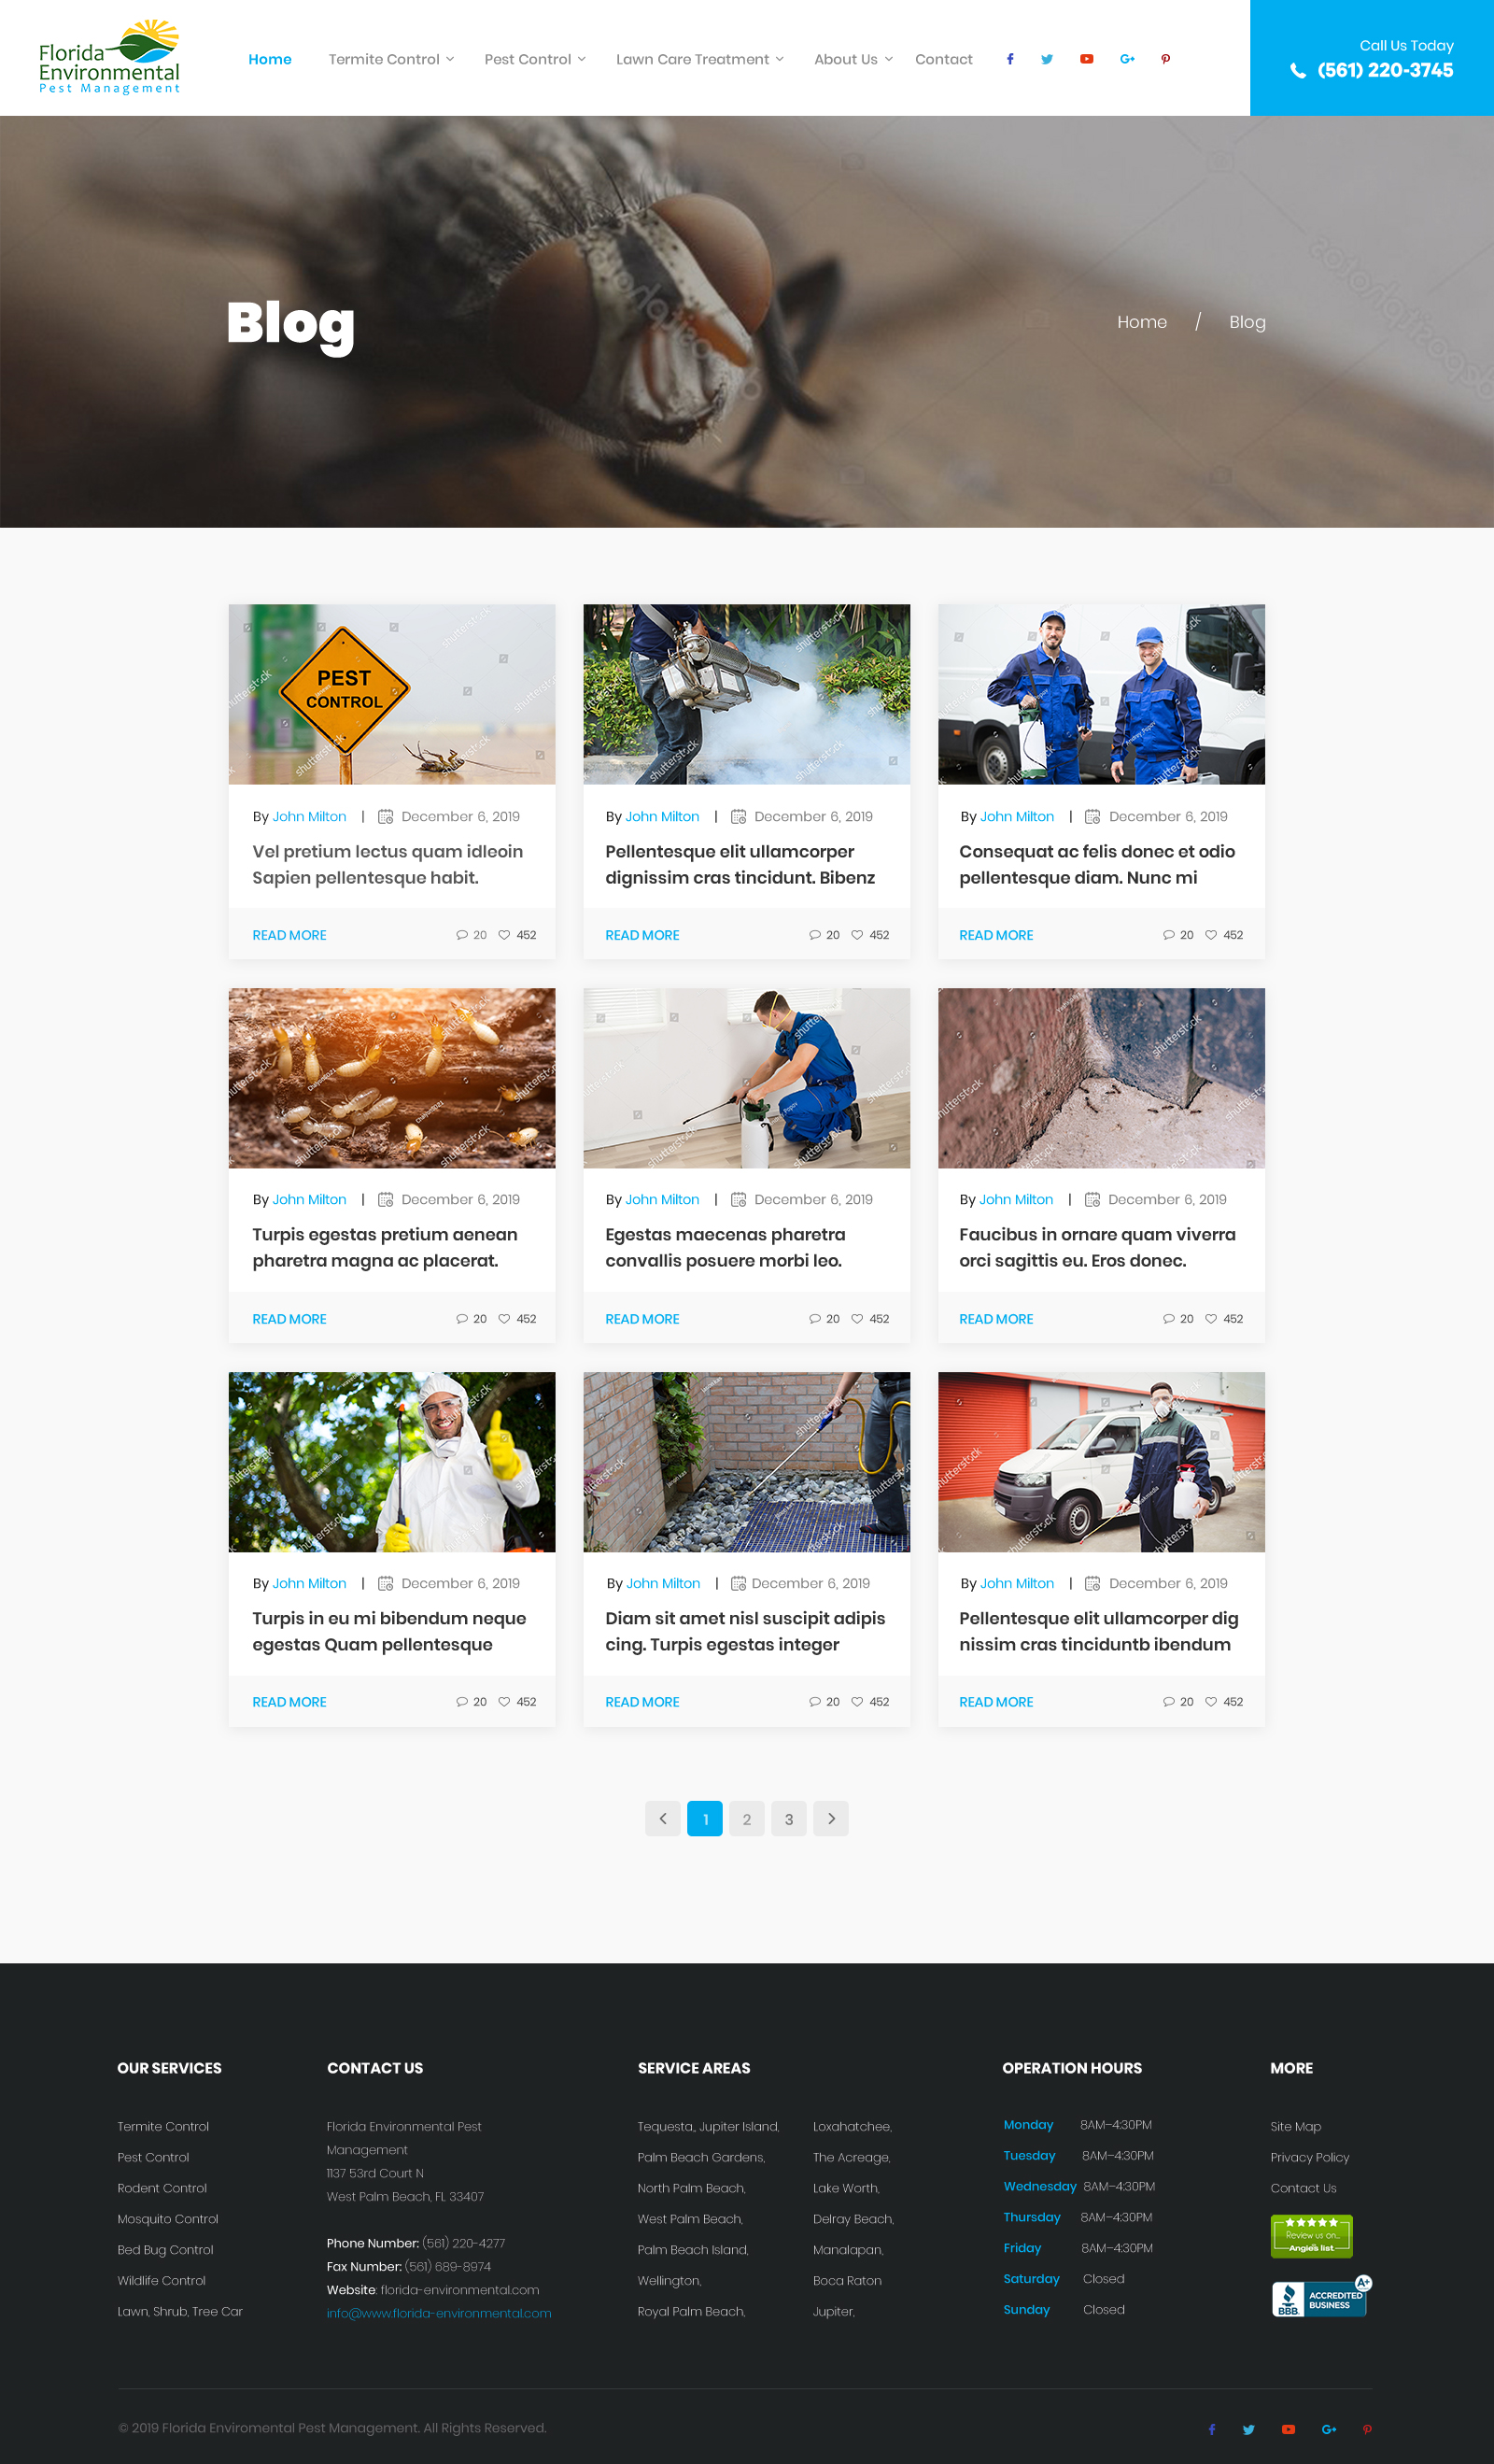 Florida
Environmental
Pest Management
Home Termite Control Pest Control Lawn Care Treatment About Us Contact
Call Us Today
(561) 220-3745
Blog
Home / Blog
PEST
CONTROL
By John Milton | December 6, 2019
Vel pretium lectus quam idleoin
Sapien pellentesque habit.
READ MORE 20 452
By John Milton | December 6, 2019
Pellentesque elit ullamcorper
dignissim cras tincidunt. Bibenz
READ MORE 20 452
By John Milton | December 6, 2019
Consequat ac felis donec et odio
pellentesque diam. Nunc mi
READ MORE 20 452
By John Milton | December 6, 2019
Turpis egestas pretium aenean
pharetra magna ac placerat.
READ MORE 20 452
By John Milton | December 6, 2019
Egestas maecenas pharetra
convallis posuere morbi leo.
READ MORE 20 452
By John Milton | December 6, 2019
Faucibus in ornare quam viverra
orci sagittis eu. Eros donec.
READ MORE 20 452
By John Milton | December 6, 2019
Turpis in eu mi bibendum neque
egestas Quam pellentesque
READ MORE 20 452
By John Milton | December 6, 2019
Diam sit amet nisl suscipit adipis
cing. Turpis egestas integer
READ MORE 20 452
By John Milton | December 6, 2019
Pellentesque elit ullamcorper dig
nissim cras tinciduntb ibendum
READ MORE 20 452
1 2 3
OUR SERVICES
Termite Control
Pest Control
Rodent Control
Mosquito Control
Bed Bug Control
Wildlife Control
Lawn, Shrub, Tree Car
CONTACT US
Florida Environmental Pest
Management
1137 53rd Court N
West Palm Beach, FL 33407
Phone Number: (561) 220-4277
Fax Number: (561) 689-8974
Website: florida-environmental.com
info@www.florida-environmental.com
SERVICE AREAS
Tequesta,, Jupiter Island,
Palm Beach Gardens,
North Palm Beach,
West Palm Beach,
Palm Beach Island,
Wellington,
Royal Palm Beach,
Loxahatchee,
The Acreage,
Lake Worth,
Delray Beach,
Manalapan,
Boca Raton
Jupiter,
OPERATION HOURS
Monday 8AM–4:30PM
Tuesday 8AM–4:30PM
Wednesday 8AM–4:30PM
Thursday 8AM–4:30PM
Friday 8AM–4:30PM
Saturday Closed
Sunday Closed
MORE
Site Map
Privacy Policy
Contact Us
Review us on...
Angie's list
A+
BBB.
ACCREDITED
BUSINESS
© 2019 Florida Enviromental Pest Management. All Rights Reserved.